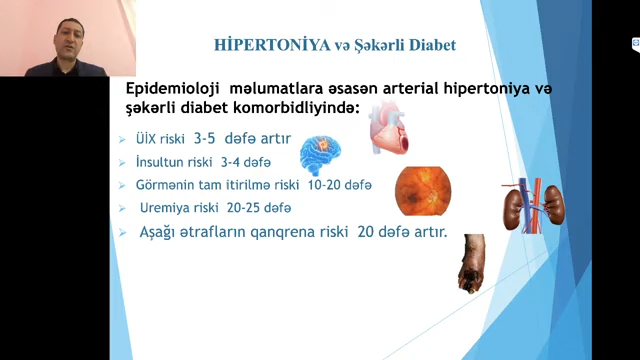 HİPERTONİYA və Şəkərli Diabet
Epidemioloji məlumatlara əsasən arterial hipertoniya və
şəkərli diabet komorbidliyində:
ÜİX riski 3-5 dəfə artır
İnsultun riski 3-4 dəfə
Görmənin tam itirilmə riski 10-20 dəfə
Uremiya riski 20-25 dəfə
Aşağı ətrafların qanqrena riski 20 dəfə artır.